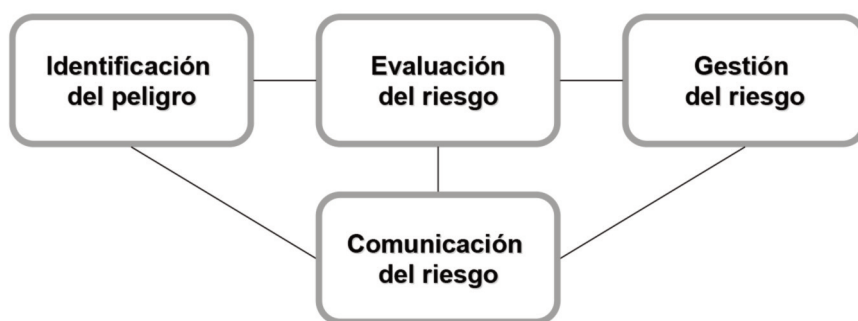 Identificación
del peligro
Evaluación
del riesgo
Gestión
del riesgo
Comunicación
del riesgo